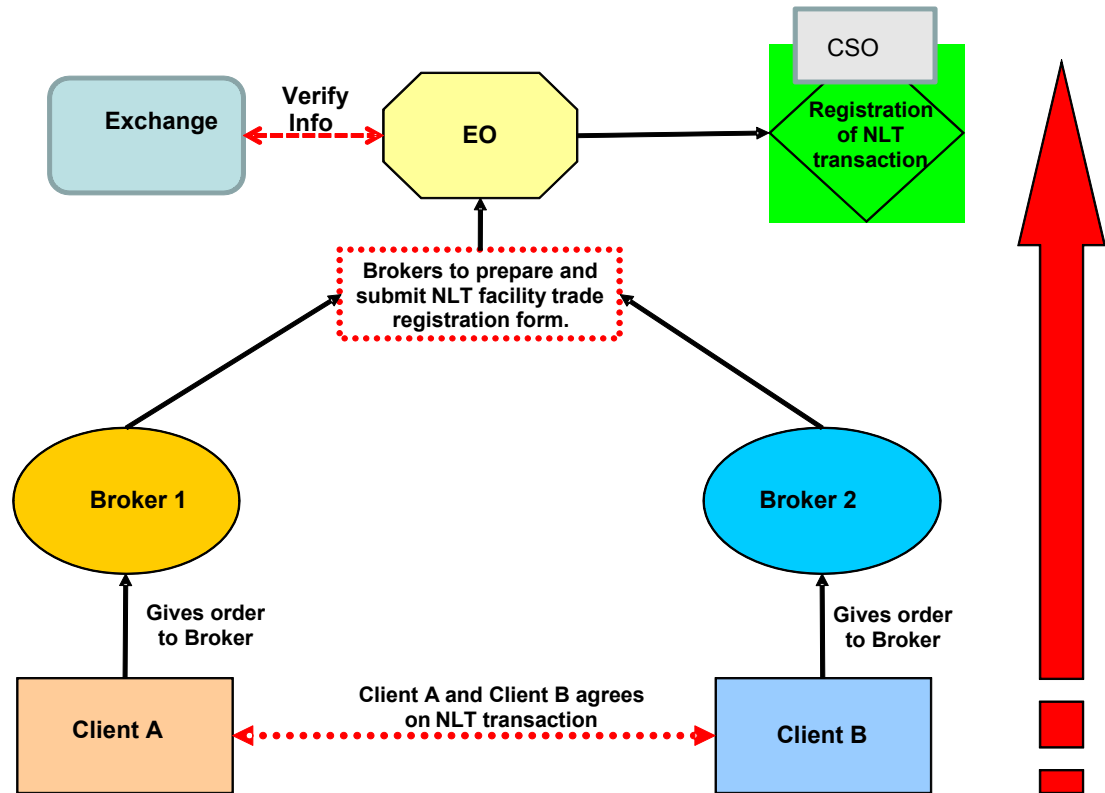 CSO
Exchange
Verify
Info
EO
Registration
of NLT
transaction
Brokers to prepare and
submit NLT facility trade
registration form.
Broker 1
Broker 2
Gives order
to Broker
Gives order
to Broker
Client A
Client A and Client B agrees
on NLT transaction
Client B